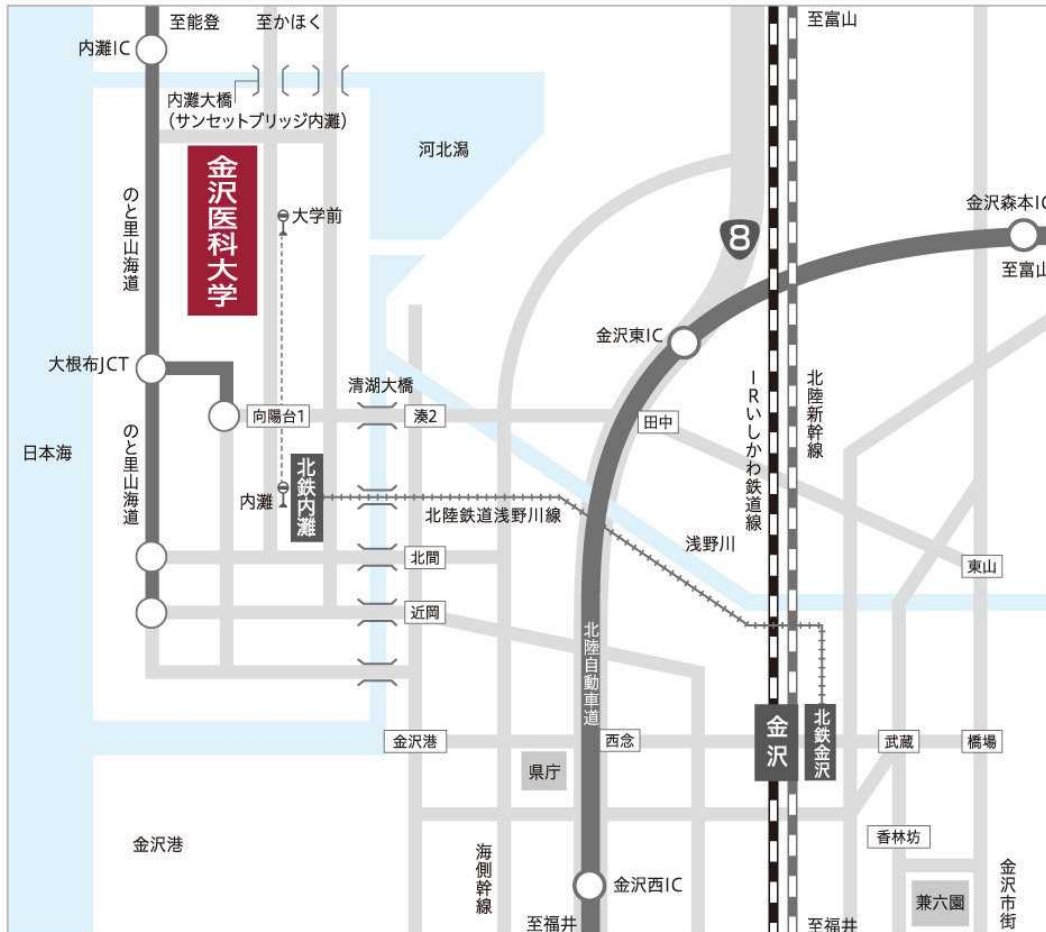 至能登
至かほく
至富山
内灘IC
内灘大橋
(サンセットブリッジ内灘)
河北潟
金沢医科大学
のと里山海道
大学前
8
金沢森本IC
至富山
金沢東IC
大根布JCT
清湖大橋
IRいしかわ鉄道線
北陸新幹線
向陽台1
湊2
田中
日本海
のと里山海道
北鉄内灘
内灘
北陸鉄道浅野川線
浅野川
北間
東山
近岡
北陸自動車道
金沢港
西念
金沢
北鉄金沢
武蔵
橋場
県庁
金沢港
海側幹線
香林坊
金沢西IC
兼六園
金沢市街
至福井
至福井